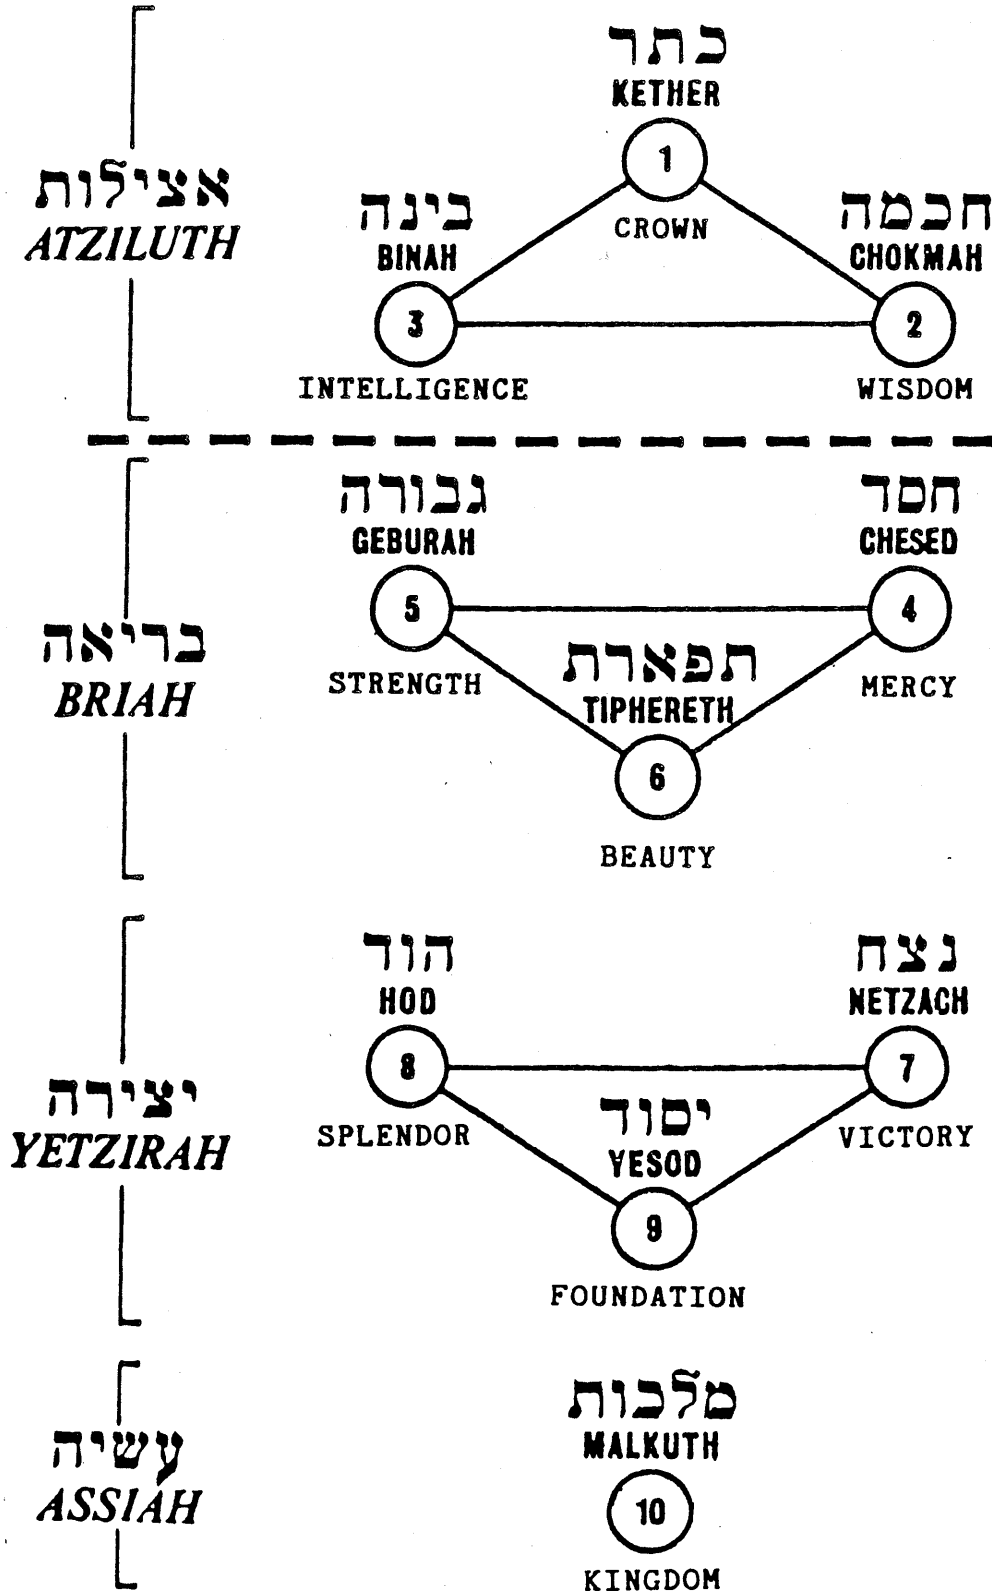 כתר
KETHER
1
CROWN
אצילות
ATZILUTH
בינה
BINAH
3
INTELLIGENCE
חכמה
CHOKMAH
2
WISDOM
גבורה
GEBURAH
5
STRENGTH
חסד
CHESED
4
MERCY
בריאה
BRIAH
תפארת
TIPHERETH
6
BEAUTY
הוד
HOD
8
SPLENDOR
נצח
NETZACH
7
VICTORY
יצירה
YETZIRAH
יסוד
YESOD
9
FOUNDATION
עשיה
ASSIAH
מלכות
MALKUTH
10
KINGDOM